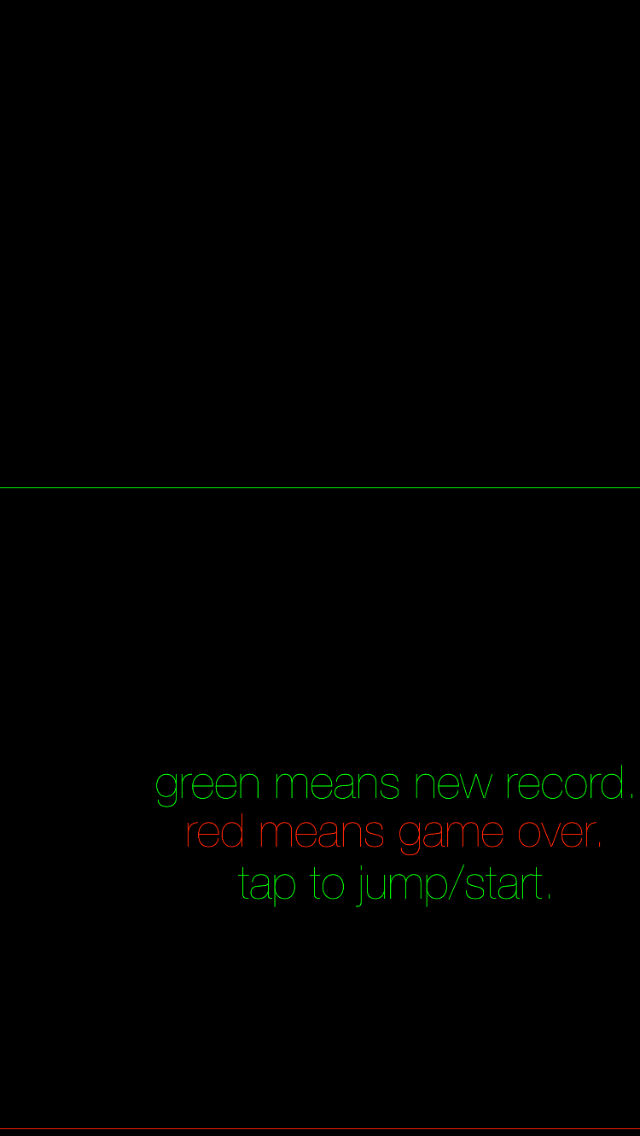 green means new record.
red means game over.
tap to jump/start.